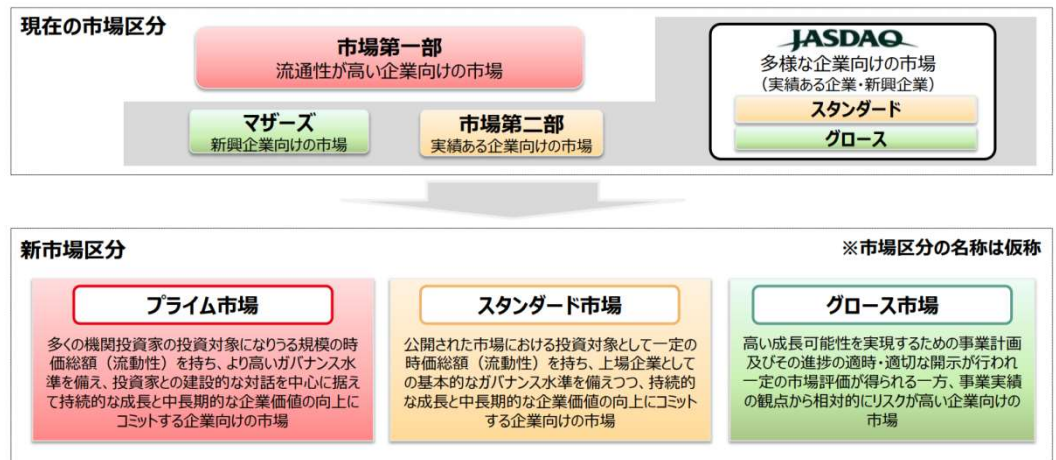 現在の市場区分
市場第一部
流通性が高い企業向けの市場
マザーズ
新興企業向けの市場
市場第二部
実績ある企業向けの市場
JASDAQ
多様な企業向けの市場
（実績ある企業・新興企業）
スタンダード
グロース
新市場区分
※市場区分の名称は仮称
プライム市場
多くの機関投資家の投資対象になりうる規模の時
価総額（流動性）を持ち、より高いガバナンス水
準を備え、投資家との建設的な対話を中心に据え
て持続的な成長と中長期的な企業価値の向上に
コミットする企業向けの市場
スタンダード市場
公開された市場における投資対象として一定の
時価総額（流動性）を持ち、上場企業として
の基本的なガバナンス水準を備えつつ、持続的
な成長と中長期的な企業価値の向上にコミット
する企業向けの市場
グロース市場
高い成長可能性を実現するための事業計画
及びその進捗の適時・適切な開示が行われ
一定の市場評価が得られる一方、事業実績
の観点から相対的にリスクが高い企業向けの
市場